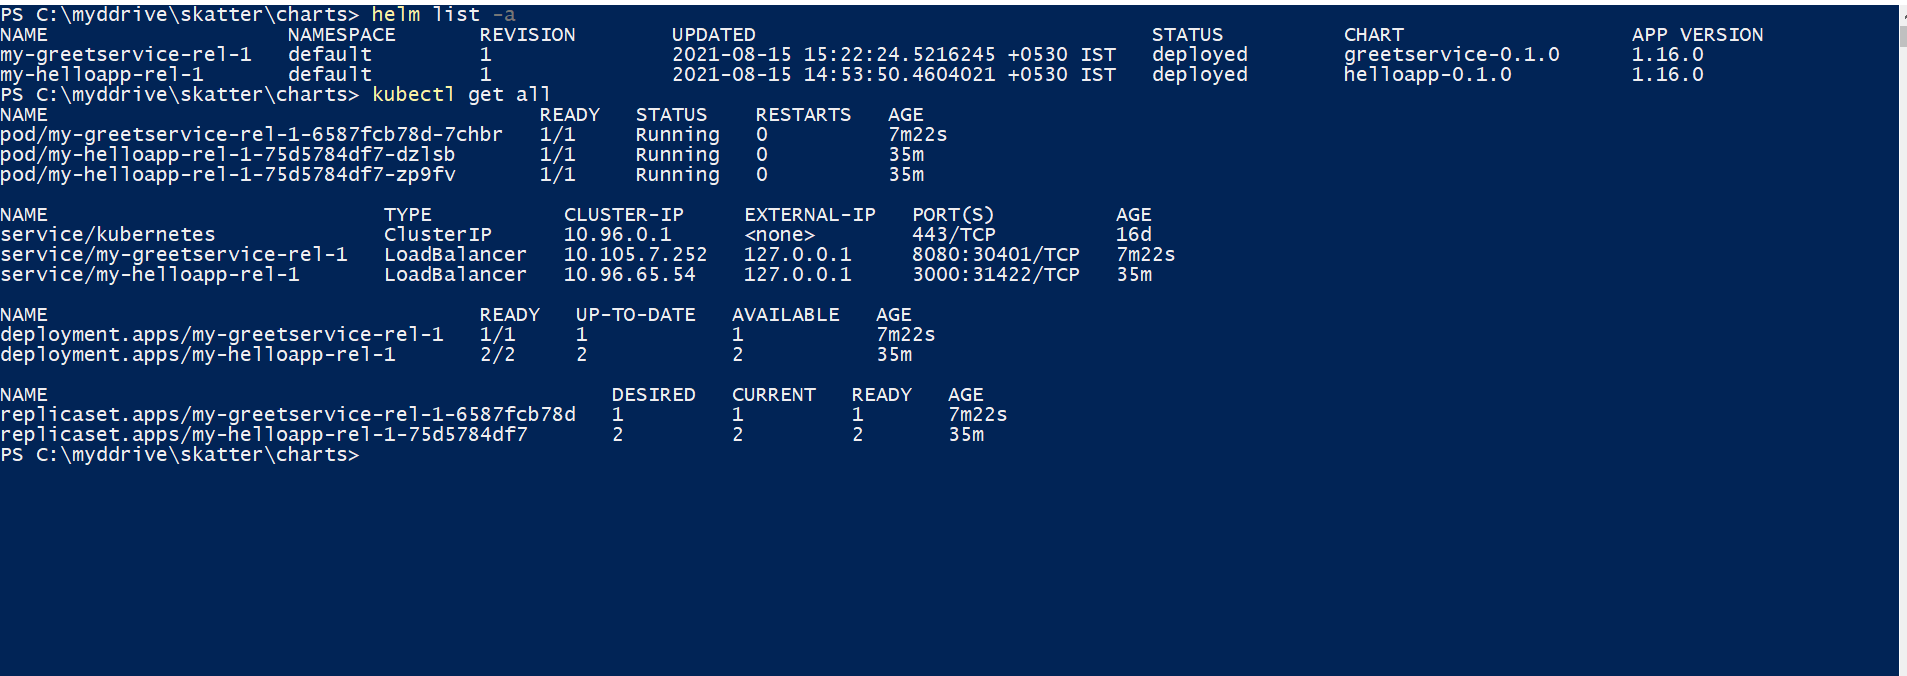 PS C:\myddrive\skatter\charts> helm list -a
NAME NAMESPACE REVISION UPDATED STATUS CHART APP VERSION
my-greetservice-rel-1 default 1 2021-08-15 15:22:24.5216245 +0530 IST deployed greetservice-0.1.0 1.16.0
my-helloapp-rel-1 default 1 2021-08-15 14:53:50.4604021 +0530 IST deployed helloapp-0.1.0 1.16.0
PS C:\myddrive\skatter\charts> kubectl get all
NAME READY STATUS RESTARTS AGE
pod/my-greetservice-rel-1-6587fcb78d-7chbr 1/1 Running 0 7m22s
pod/my-helloapp-rel-1-75d5784df7-dzlsb 1/1 Running 0 35m
pod/my-helloapp-rel-1-75d5784df7-zp9fv 1/1 Running 0 35m
NAME TYPE CLUSTER-IP EXTERNAL-IP PORT(S) AGE
service/kubernetes ClusterIP 10.96.0.1 <none> 443/TCP 16d
service/my-greetservice-rel-1 LoadBalancer 10.105.7.252 127.0.0.1 8080:30401/TCP 7m22s
service/my-helloapp-rel-1 LoadBalancer 10.96.65.54 127.0.0.1 3000:31422/TCP 35m
NAME READY UP-TO-DATE AVAILABLE AGE
deployment.apps/my-greetservice-rel-1 1/1 1 1 7m22s
deployment.apps/my-helloapp-rel-1 2/2 2 2 35m
NAME DESIRED CURRENT READY AGE
replicaset.apps/my-greetservice-rel-1-6587fcb78d 1 1 1 7m22s
replicaset.apps/my-helloapp-rel-1-75d5784df7 2 2 2 35m
PS C:\myddrive\skatter\charts>